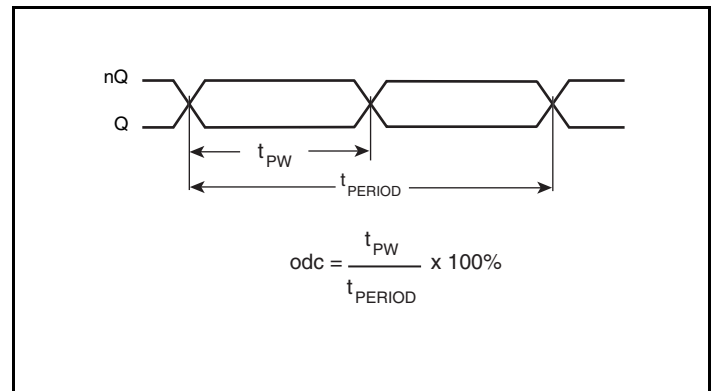 nQ
Q
tPW
tPERIOD
odc = tPW / tPERIOD x 100%